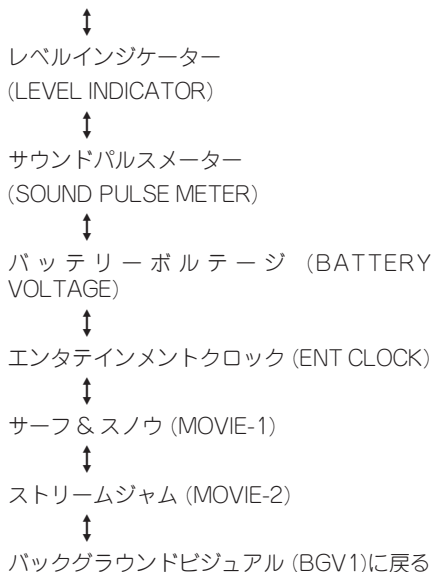 ↕
レベルインジケーター
(LEVEL INDICATOR)
↕
サウンドパルスメーター
(SOUND PULSE METER)
↕
バッテリーボルテージ (BATTERY
VOLTAGE)
↕
エンタテインメントクロック (ENT CLOCK)
↕
サーフ & スノウ (MOVIE-1)
↕
ストリームジャム (MOVIE-2)
↕
バックグラウンドビジュアル (BGV1)に戻る